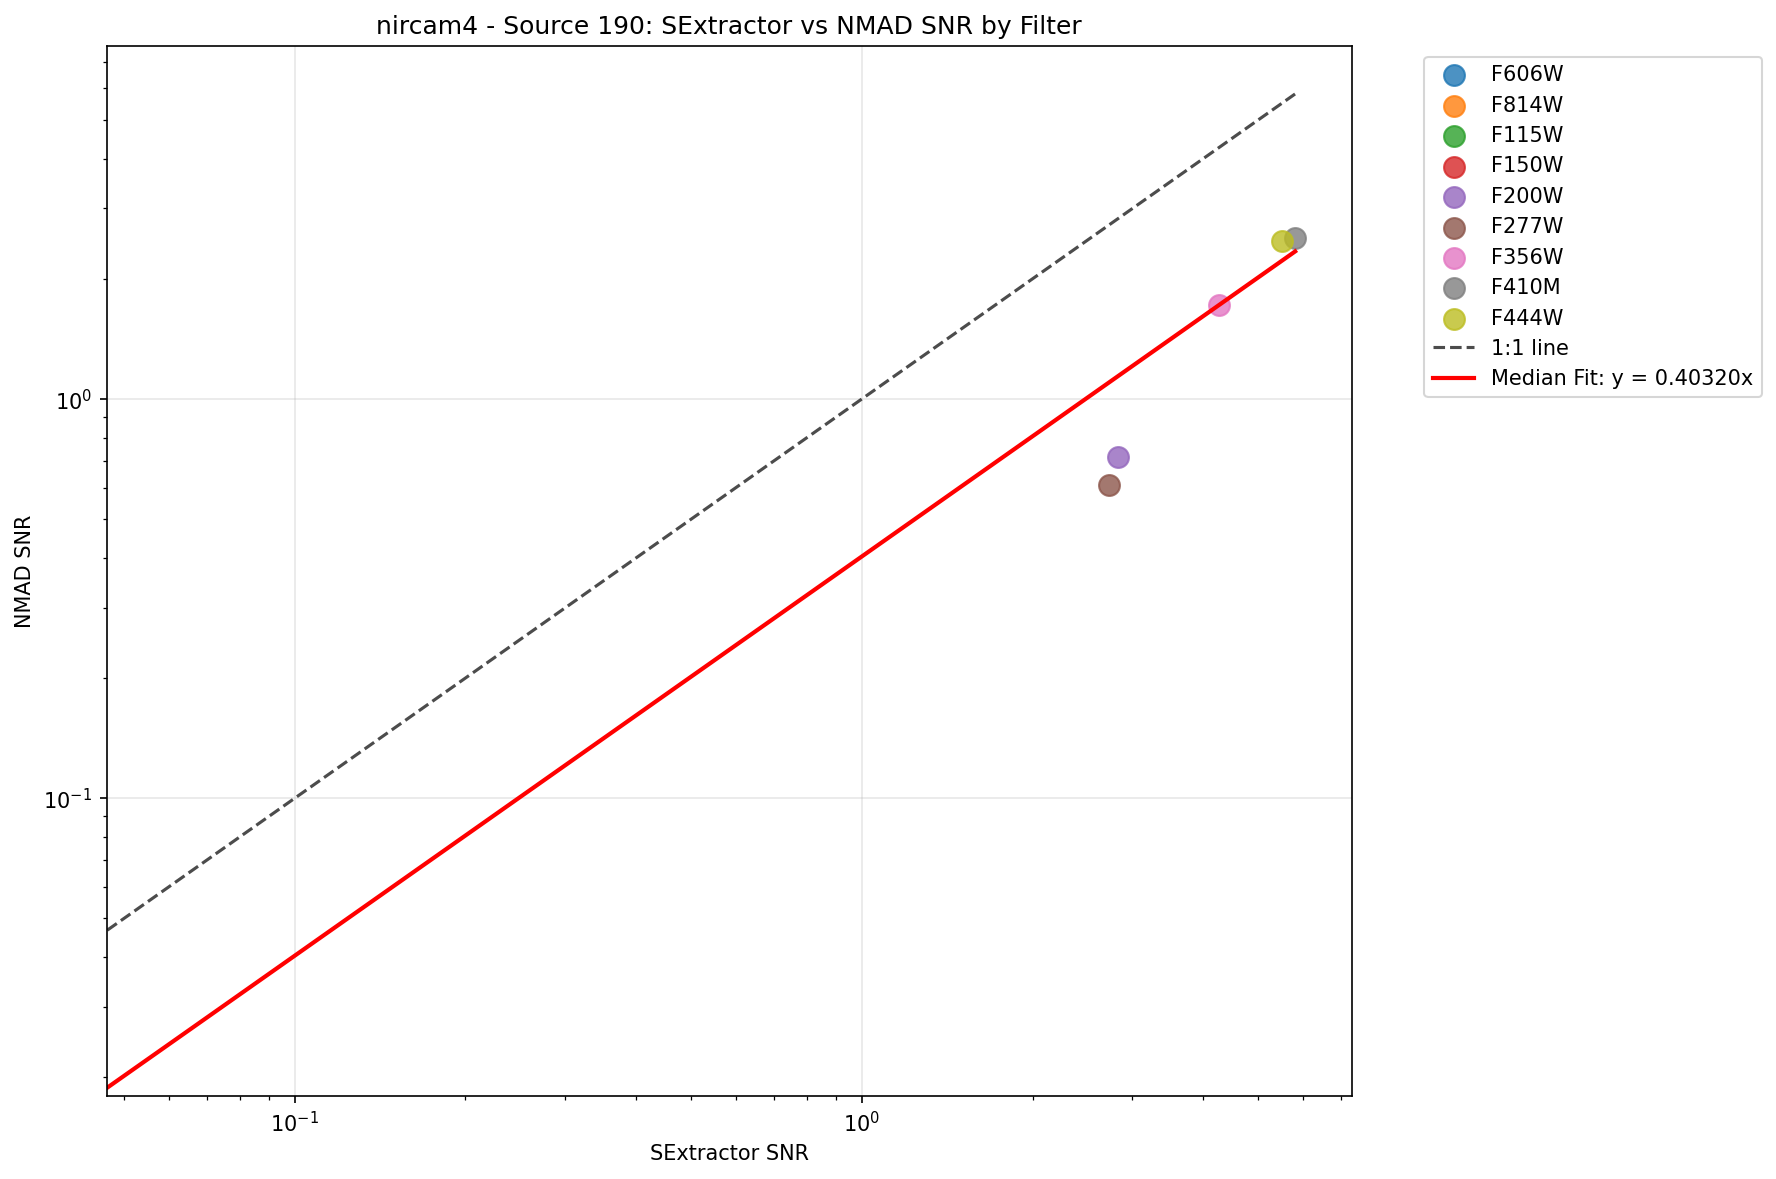 nircam4 - Source 190: SExtractor vs NMAD SNR by Filter
F606W
F814W
F115W
F150W
F200W
F277W
F356W
F410M
F444W
1:1 line
Median Fit: y = 0.40320x
NMAD SNR
10⁰
10⁻¹
10⁻¹
10⁰
SExtractor SNR